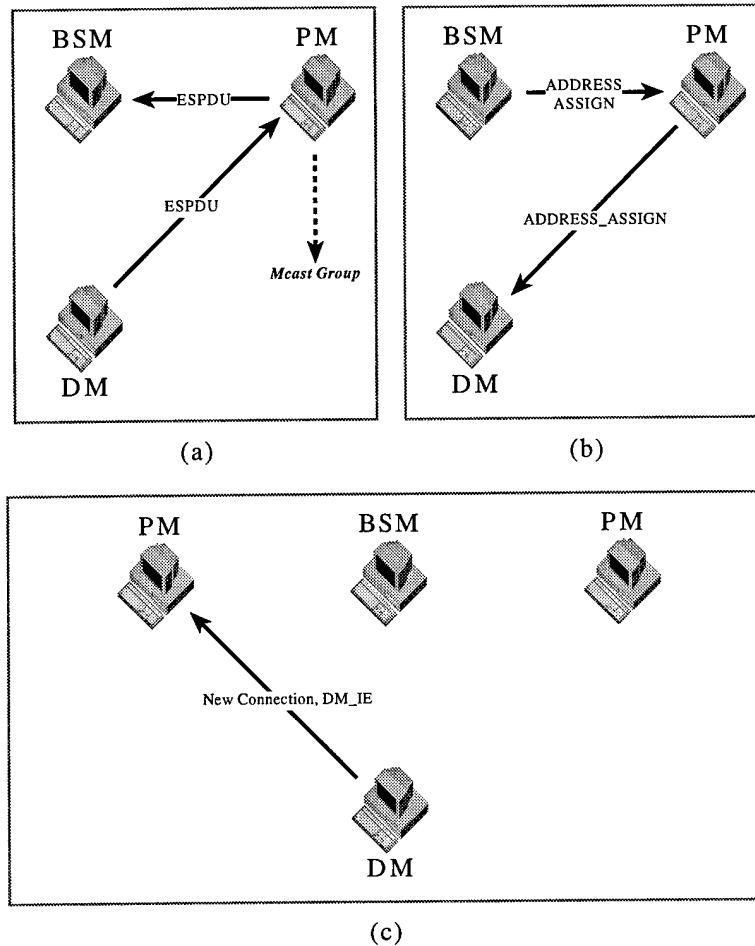 BSM
PM
ESPDU
ESPDU
Mcast Group
DM
(a)
BSM
PM
ADDRESS
ASSIGN
ADDRESS_ASSIGN
DM
(b)
PM
BSM
PM
New Connection, DM_IE
DM
(c)